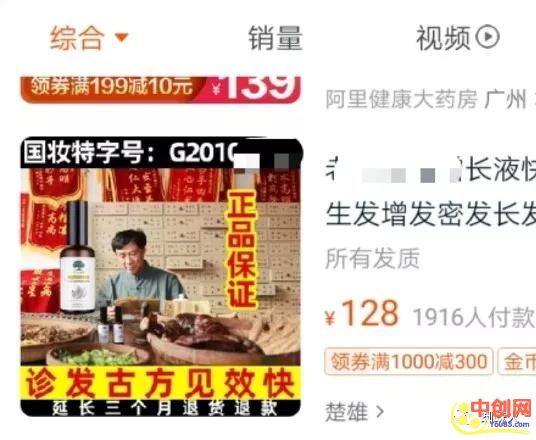 综合
销量
视频
领券满199减10元
¥139
阿里健康大药房 广州
国妆特字号：G2010
正品保证
诊发古方见效快
延长三个月退货退款
长液快
生发增发密发长发
所有发质
¥128 1916人付款
领券满1000减300
金币
楚雄>
中创网